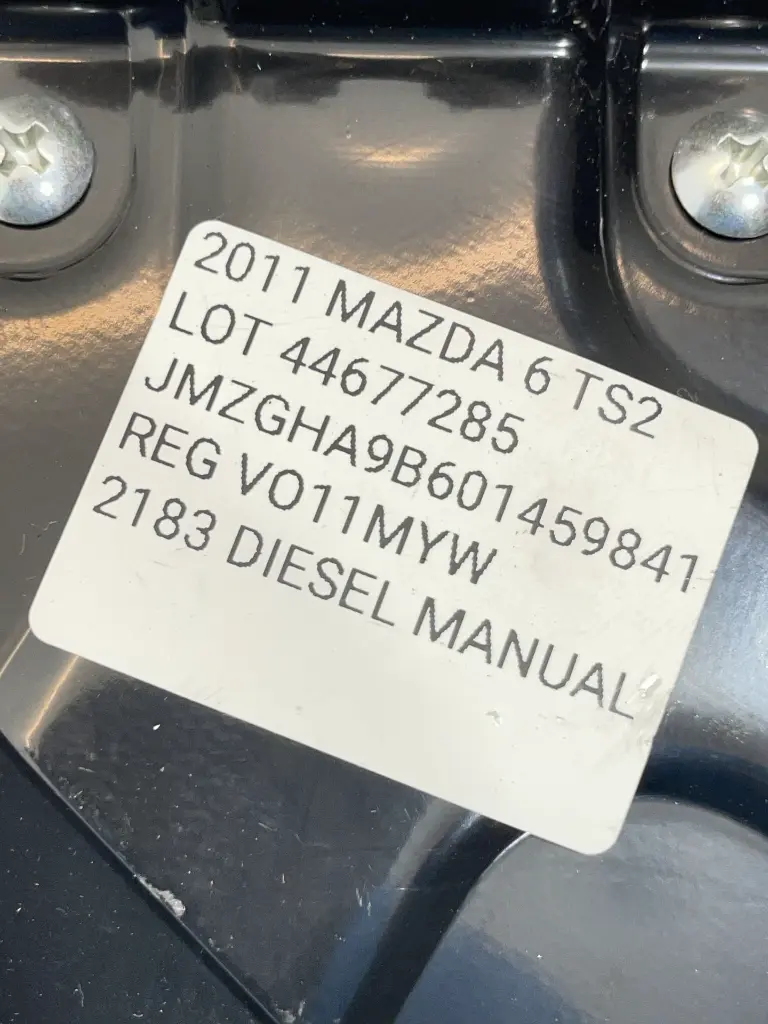 2011 MAZDA 6 TS2
LOT 44677285
JMZGHA9B601459841
REG VO11MYW
2183 DIESEL MANUAL